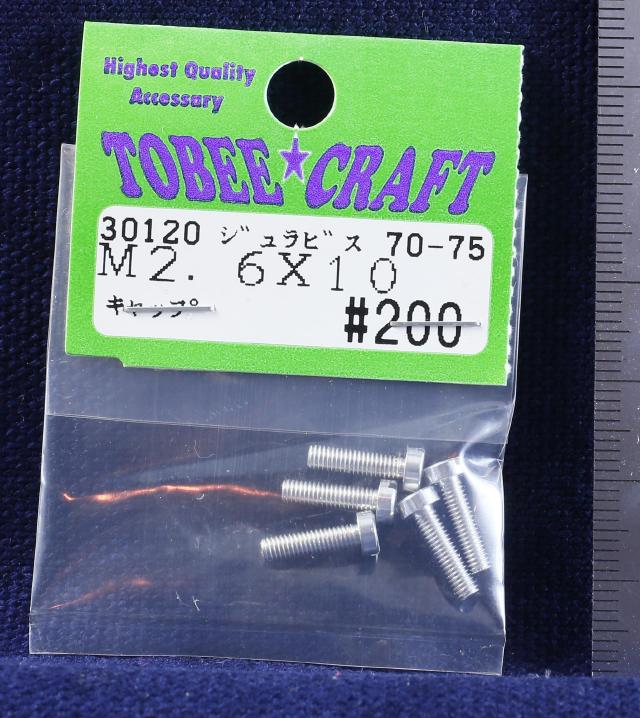 Highest Quality
Accessary
TOBEE★CRAFT
30120 ジュラビス 70-75
M2. 6X10
キャップ #200